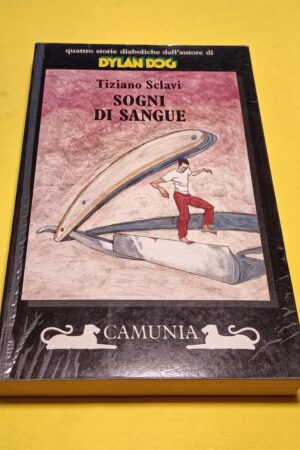 quattro storie diaboliche dall'autore di
DYLAN DOG
Tiziano Sclavi
SOGNI
DI SANGUE
CAMUNIA